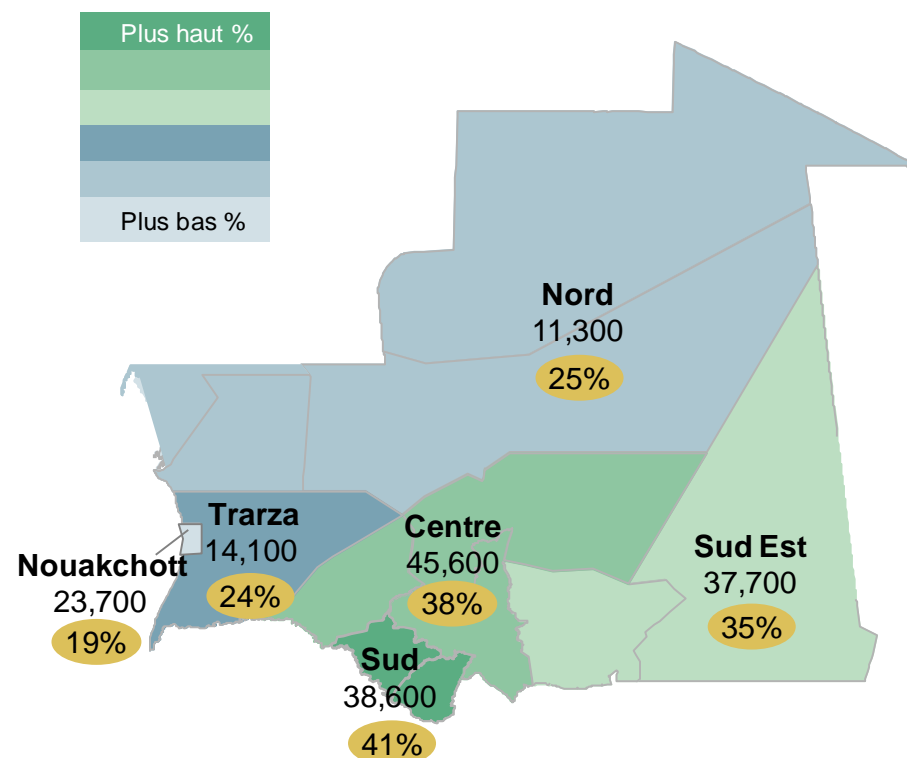 Plus haut %
Plus bas %
Nord
11,300
25%
Trarza
14,100
24%
Nouakchott
23,700
19%
Centre
45,600
38%
Sud Est
37,700
35%
Sud
38,600
41%